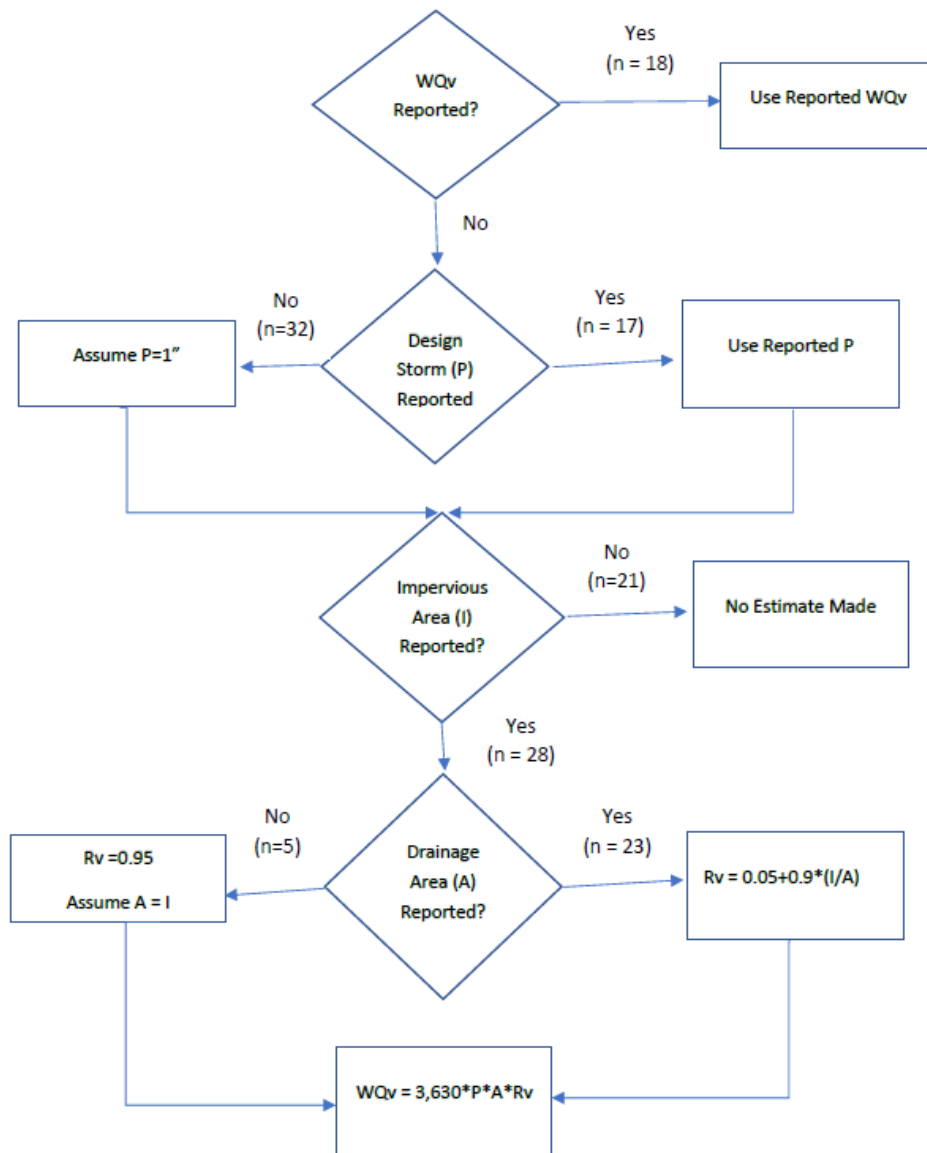 Yes
(n = 18)
WQv
Reported?
Use Reported WQv
No
No
(n=32)
Yes
(n = 17)
Assume P=1”
Design
Storm (P)
Reported
Use Reported P
No
(n=21)
Impervious
Area (I)
Reported?
No Estimate Made
Yes
(n = 28)
No
(n=5)
Yes
(n = 23)
Rv =0.95
Assume A = I
Drainage
Area (A)
Reported?
Rv = 0.05+0.9*(I/A)
WQv = 3,630*P*A*Rv